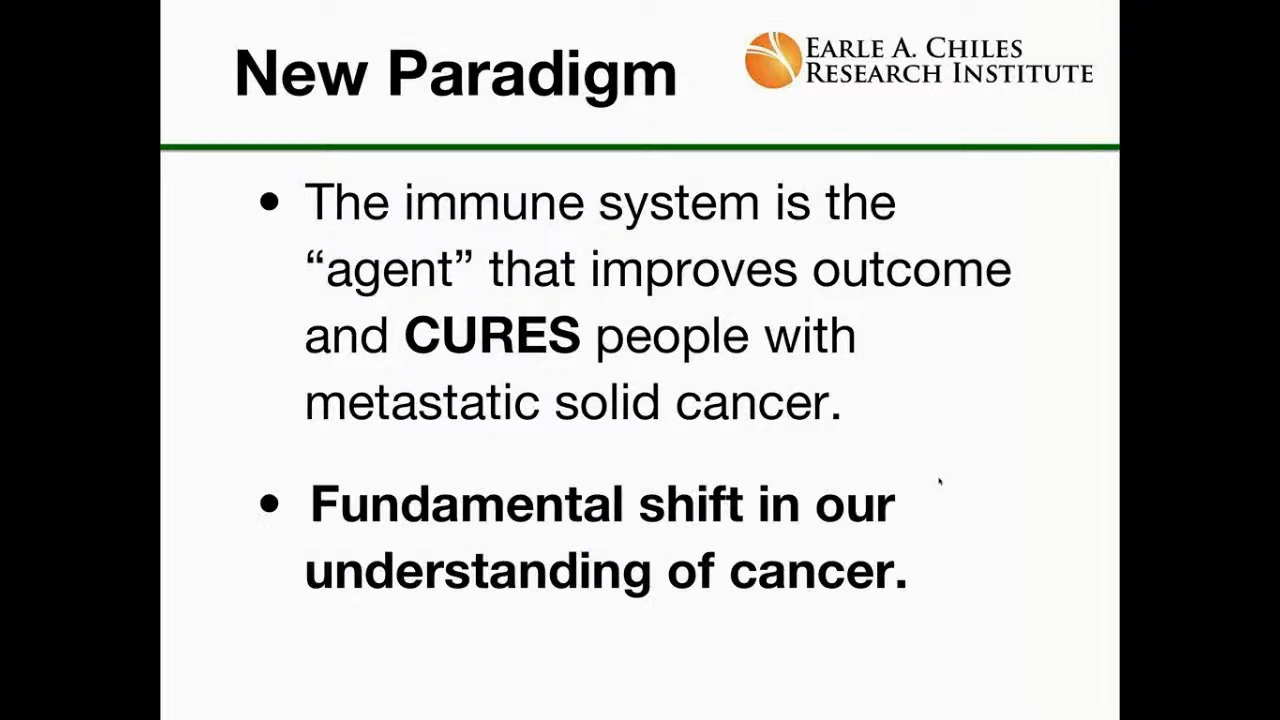 New Paradigm
EARLE A. CHILES
RESEARCH INSTITUTE
• The immune system is the
“agent” that improves outcome
and CURES people with
metastatic solid cancer.
• Fundamental shift in our
understanding of cancer.